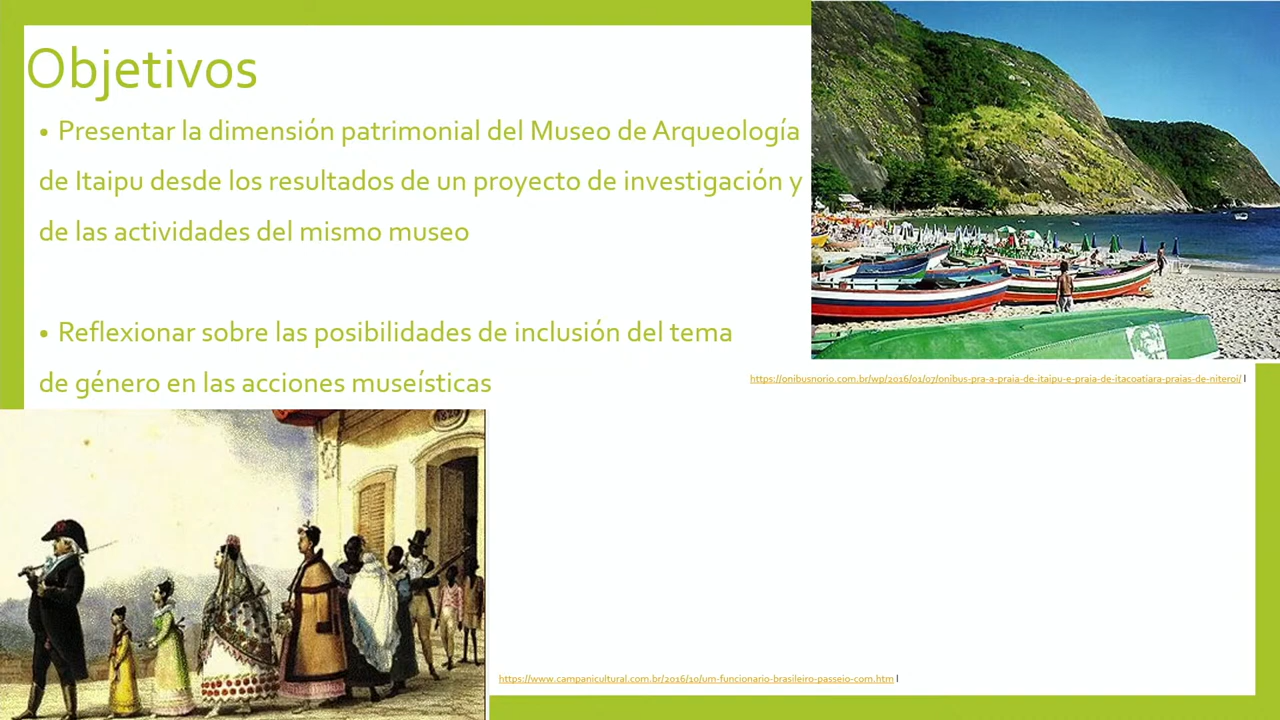 Objetivos
• Presentar la dimensión patrimonial del Museo de Arqueología
de Itaipu desde los resultados de un proyecto de investigación y
de las actividades del mismo museo
• Reflexionar sobre las posibilidades de inclusión del tema
de género en las acciones museísticas
https://onibusnorio.com.br/wp/2016/01/07/onibus-pra-a-praia-de-itaipu-e-praia-de-itacoatiara-praias-de-niteroi/ |
https://www.campanicultural.com.br/2016/10/um-funcionario-brasileiro-passeio-com.htm |